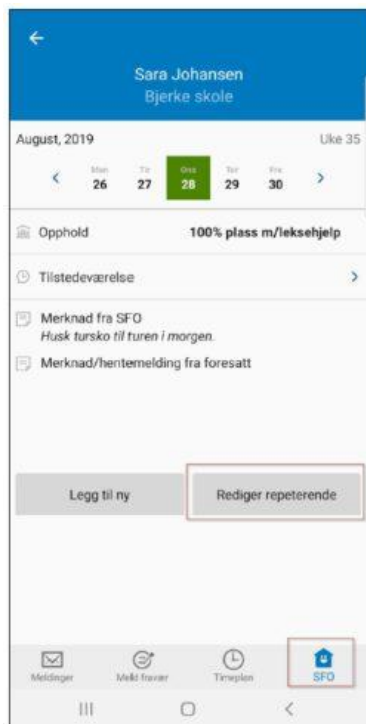 Sara Johansen
Bjerke skole
August, 2019 Uke 35
Man Tir Ons Tor Fre
26 27 28 29 30
Opphold 100% plass m/leksehjelp
Tilstedeværelse
Merknad fra SFO
Husk tursko til turen i morgen.
Merknad/hentemelding fra foresatt
Legg til ny Rediger repeterende
Meldinger Meld fravær Timeplan SFO